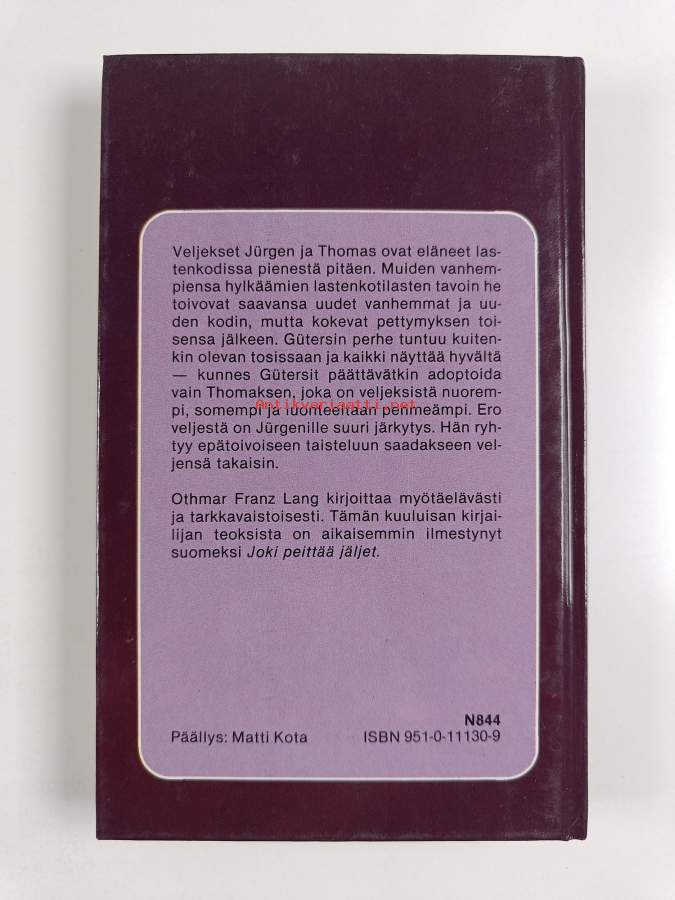 Veljekset Jürgen ja Thomas ovat eläneet las-
tenkodissa pienestä pitäen. Muiden vanhem-
piensa hylkäämien lastenkotilasten tavoin he
toivovat saavansa uudet vanhemmat ja uu-
den kodin, mutta kokevat pettymyksen toi-
sensa jälkeen. Gütersin perhe tuntuu kuiten-
kin olevan tosissaan ja kaikki näyttää hyvältä
— kunnes Gütersit päättävätkin adoptoida
vain Thomaksen, joka on veljeksistä nuorem-
Antikvariaatti.net
pi, somempi ja luonteeltaan pehmeämpi. Ero
veljestä on Jürgenille suuri järkytys. Hän ryh-
tyy epätoivoiseen taisteluun saadakseen vel-
jensä takaisin.
Othmar Franz Lang kirjoittaa myötäelävästi
ja tarkkavaistoisesti. Tämän kuuluisan kirjai-
lijan teoksista on aikaisemmin ilmestynyt
suomeksi Joki peittää jäljet.
N844
Päällys: Matti Kota ISBN 951-0-11130-9